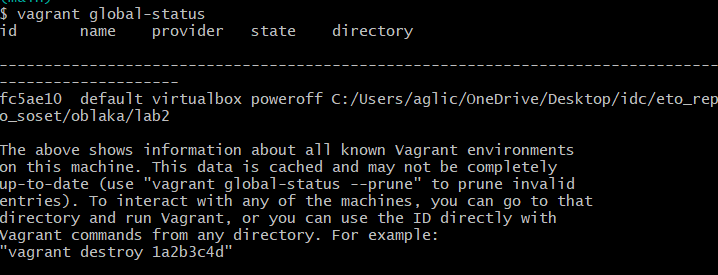 (main)
$ vagrant global-status
id       name    provider   state    directory
--------------------------------------------------------------------------------
--------------------
fc5ae10  default virtualbox poweroff C:/Users/aglic/OneDrive/Desktop/idc/eto_rep
o_soset/oblaka/lab2
The above shows information about all known Vagrant environments
on this machine. This data is cached and may not be completely
up-to-date (use "vagrant global-status --prune" to prune invalid
entries). To interact with any of the machines, you can go to that
directory and run Vagrant, or you can use the ID directly with
Vagrant commands from any directory. For example:
"vagrant destroy 1a2b3c4d"